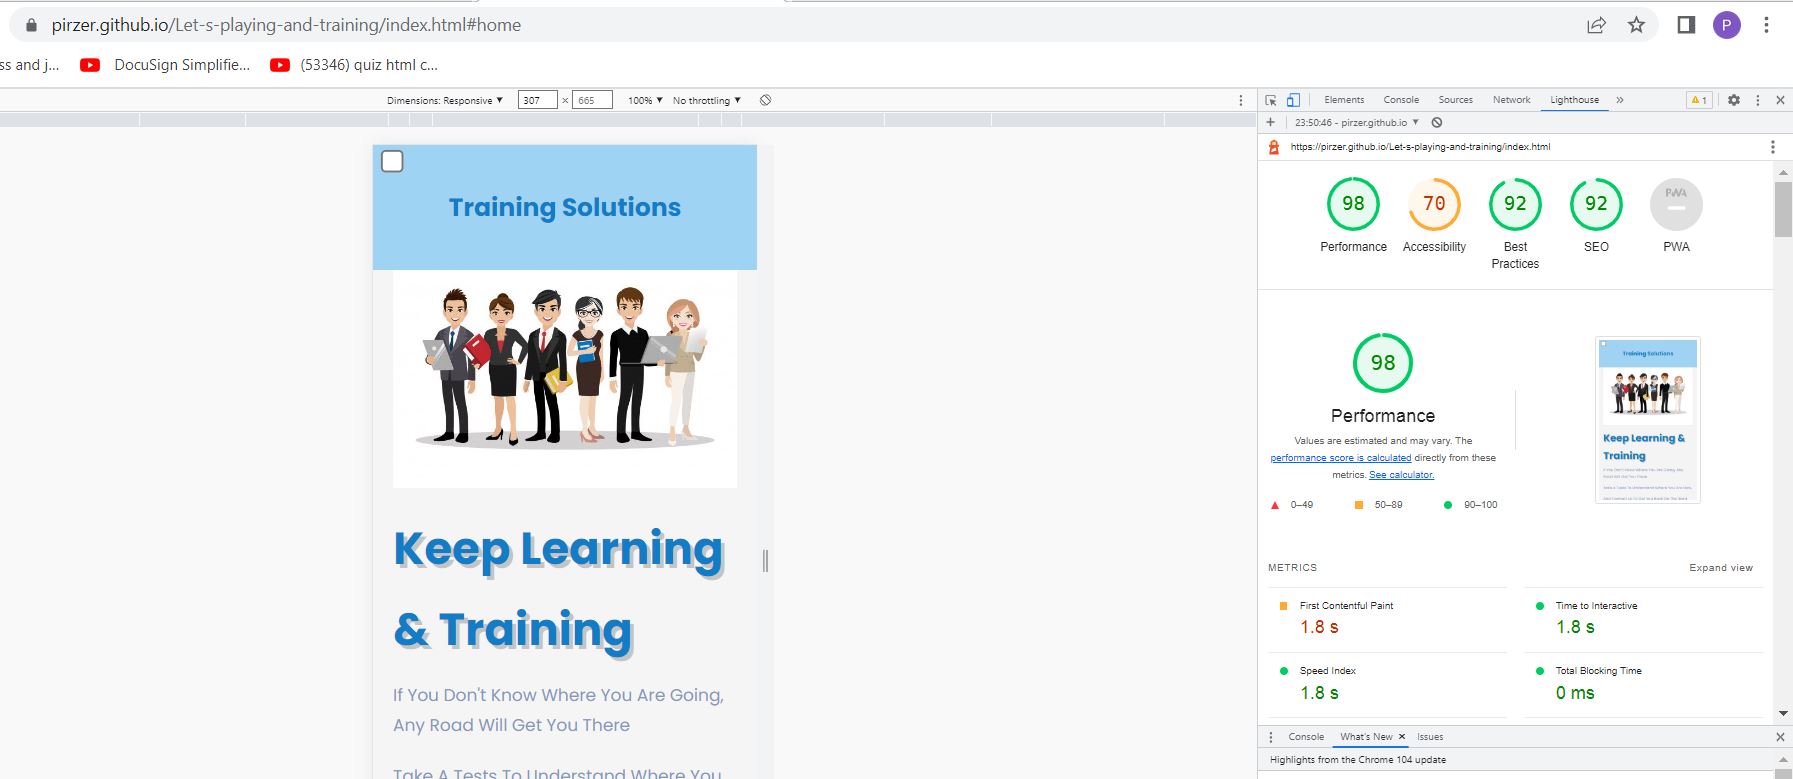 pirzer.github.io/Let-s-playing-and-training/index.html#home
P
ss and j...
DocuSign Simplifie...
(53346) quiz html c...
Dimensions: Responsive ▼ 307 × 665 100% ▼ No throttling ▼
Elements Console Sources Network Lighthouse » 1
+ 23:50:46 - pirzer.github.io ▼
https://pirzer.github.io/Let-s-playing-and-training/index.html
Training Solutions
Keep Learning
& Training
If You Don't Know Where You Are Going,
Any Road Will Get You There
Take A Tests To Understand Where You
98 70 92 92 PWA
Performance Accessibility Best Practices SEO PWA
98
Performance
Values are estimated and may vary. The
performance score is calculated directly from these
metrics. See calculator.
0–49 50–89 90–100
Training Solutions
Keep Learning &
Training
METRICS Expand view
First Contentful Paint
1.8 s
Time to Interactive
1.8 s
Speed Index
1.8 s
Total Blocking Time
0 ms
Console What's New × Issues
Highlights from the Chrome 104 update